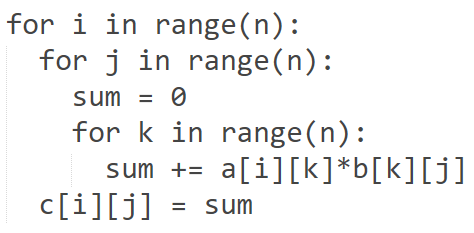 for i in range(n):
  for j in range(n):
    sum = 0
    for k in range(n):
      sum += a[i][k]*b[k][j]
  c[i][j] = sum